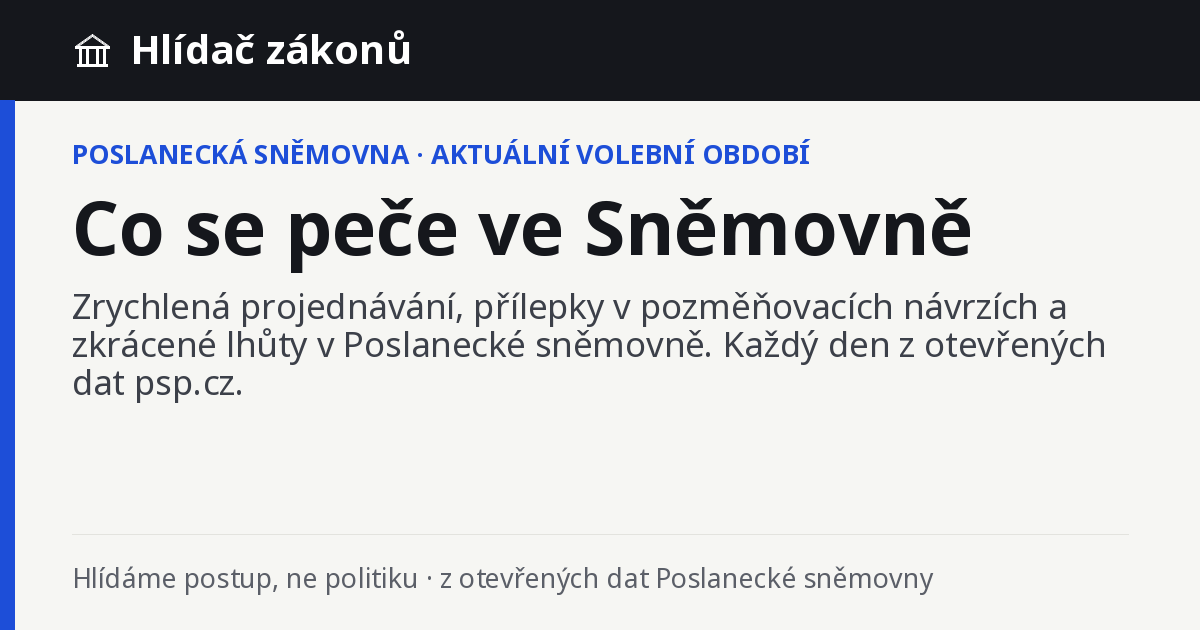 Hlídač zákonů
POSLANECKÁ SNĚMOVNA · AKTUÁLNÍ VOLEBNÍ OBDOBÍ
Co se peče ve Sněmovně
Zrychlená projednávání, přílepky v pozměňovacích návrzích a
zkrácené lhůty v Poslanecké sněmovně. Každý den z otevřených
dat psp.cz.
Hlídáme postup, ne politiku · z otevřených dat Poslanecké sněmovny